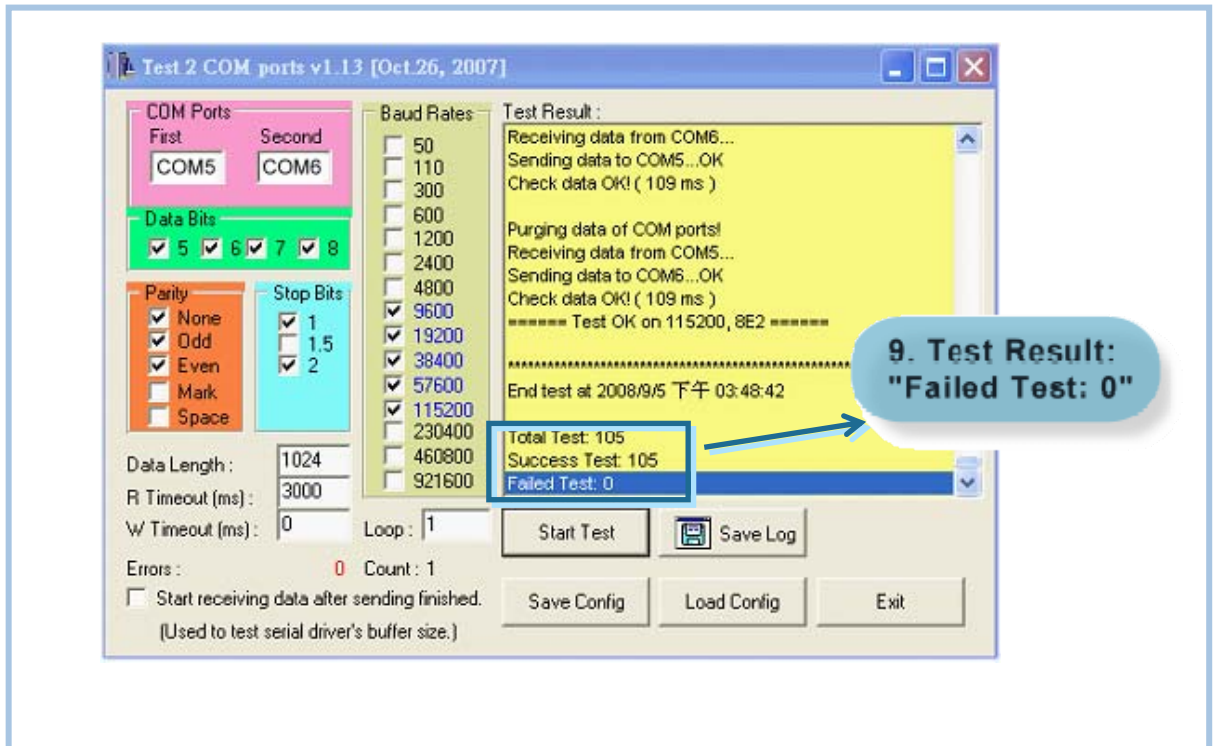 Test 2 COM ports v1.13 [Oct.26, 2007]
COM Ports
First Second
COM5 COM6
Data Bits
5 6 7 8
Parity
None
Odd
Even
Mark
Space
Stop Bits
1
1.5
2
Baud Rates
50
110
300
600
1200
2400
4800
9600
19200
38400
57600
115200
230400
460800
921600
Test Result :
Receiving data from COM6...
Sending data to COM5...OK
Check data OK! ( 109 ms )
Purging data of COM ports!
Receiving data from COM5...
Sending data to COM6...OK
Check data OK! ( 109 ms )
====== Test OK on 115200, 8E2 ======
End test at 2008/9/5 下午 03:48:42
Total Test: 105
Success Test: 105
Failed Test: 0
9. Test Result:
"Failed Test: 0"
Data Length : 1024
R Timeout (ms) : 3000
W Timeout (ms) : 0
Loop : 1
Errors : 0 Count : 1
Start receiving data after sending finished.
(Used to test serial driver's buffer size.)
Start Test
Save Log
Save Config
Load Config
Exit